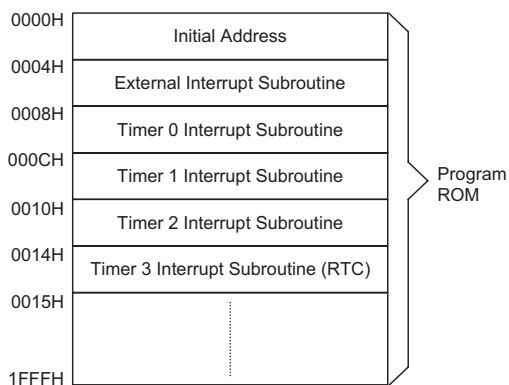 0000H
Initial Address
0004H
External Interrupt Subroutine
0008H
Timer 0 Interrupt Subroutine
000CH
Timer 1 Interrupt Subroutine
0010H
Timer 2 Interrupt Subroutine
0014H
Timer 3 Interrupt Subroutine (RTC)
0015H
1FFFH
Program
ROM